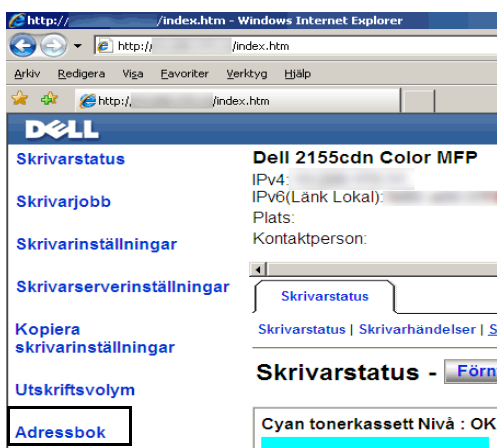 http:// /index.htm - Windows Internet Explorer
http:/ /index.htm
Arkiv Redigera Visa Favoriter Verktyg Hjälp
http:/ /index.htm
DELL
Dell 2155cdn Color MFP
IPv4:
IPv6(Länk Lokal):
Plats:
Kontaktperson:
Skrivarstatus
Skrivarjobb
Skrivarinställningar
Skrivarserverinställningar
Kopiera
skrivarinställningar
Utskriftsvolym
Adressbok
Skrivarstatus
Skrivarstatus | Skrivarhändelser | S
Skrivarstatus - Förn
Cyan tonerkassett Nivå : OK